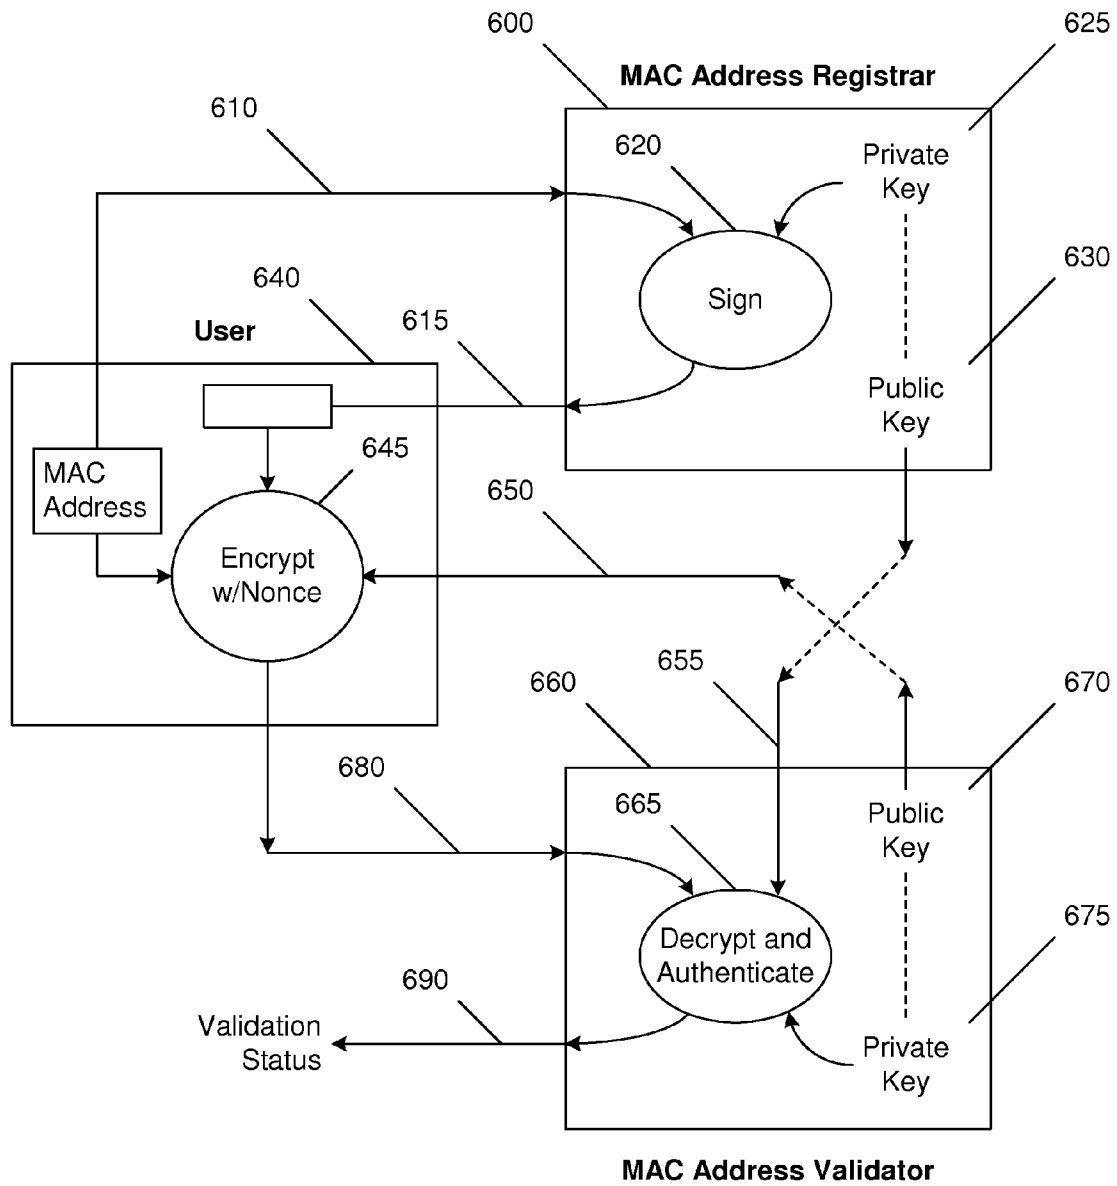 600
625
MAC Address Registrar
610
620
Private
Key
630
640
Sign
615
User
Public
Key
645
MAC
Address
650
Encrypt
w/Nonce
655
660
670
680
665
Public
Key
675
Decrypt and
Authenticate
690
Validation
Status
Private
Key
MAC Address Validator